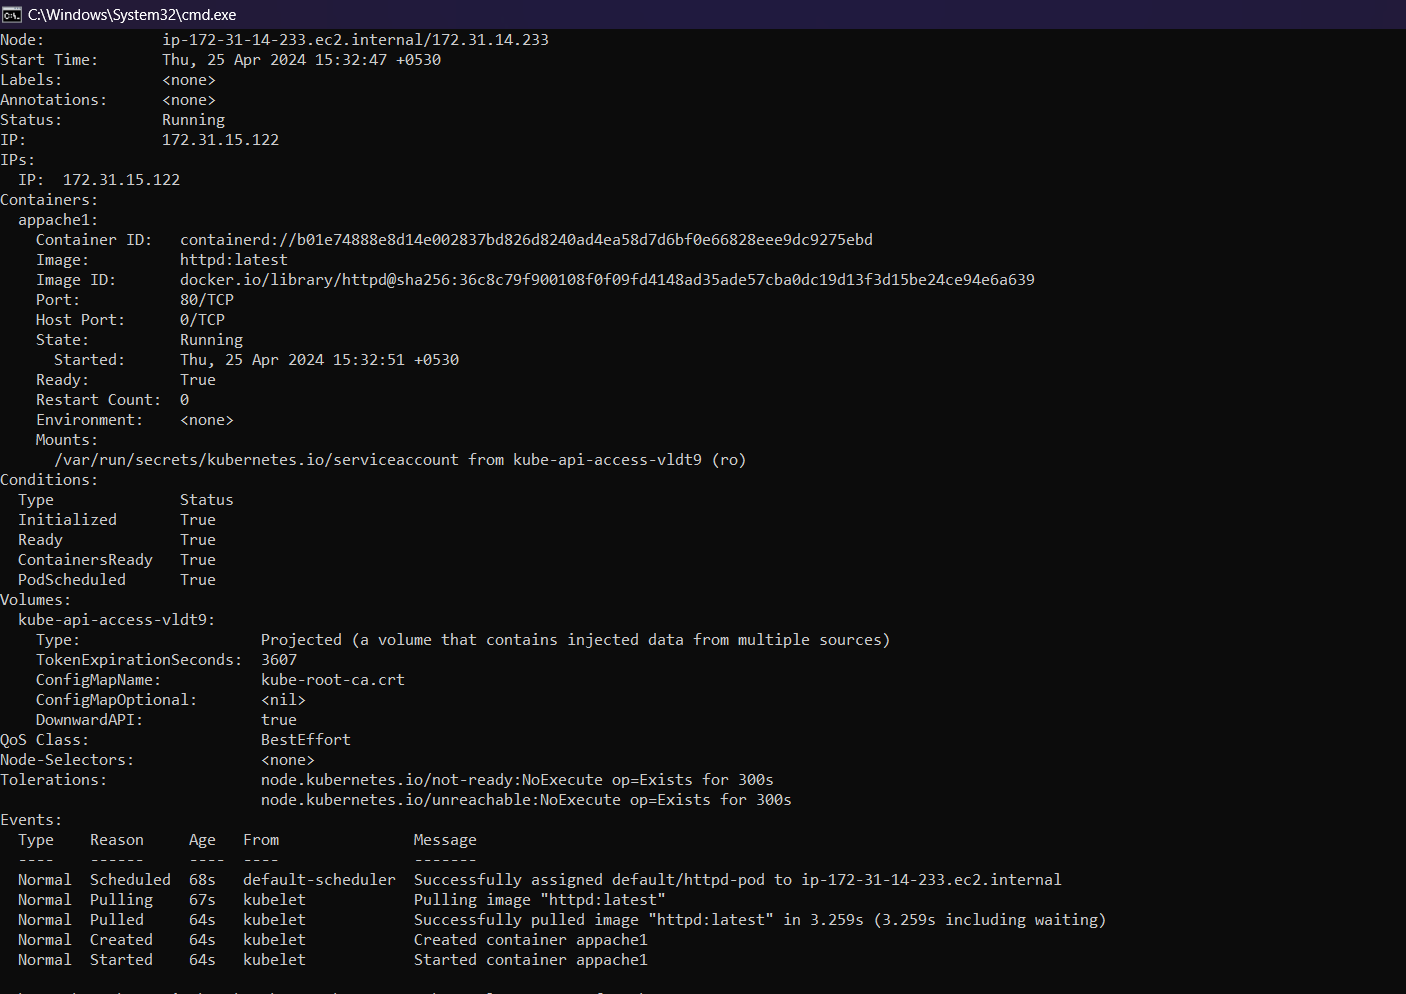 C:\Windows\System32\cmd.exe
Node:             ip-172-31-14-233.ec2.internal/172.31.14.233
Start Time:       Thu, 25 Apr 2024 15:32:47 +0530
Labels:           <none>
Annotations:      <none>
Status:           Running
IP:               172.31.15.122
IPs:
  IP:  172.31.15.122
Containers:
  appache1:
    Container ID:   containerd://b01e74888e8d14e002837bd826d8240ad4ea58d7d6bf0e66828eee9dc9275ebd
    Image:          httpd:latest
    Image ID:       docker.io/library/httpd@sha256:36c8c79f900108f0f09fd4148ad35ade57cba0dc19d13f3d15be24ce94e6a639
    Port:           80/TCP
    Host Port:      0/TCP
    State:          Running
      Started:      Thu, 25 Apr 2024 15:32:51 +0530
    Ready:          True
    Restart Count:  0
    Environment:    <none>
    Mounts:
      /var/run/secrets/kubernetes.io/serviceaccount from kube-api-access-vldt9 (ro)
Conditions:
  Type              Status
  Initialized       True
  Ready             True
  ContainersReady   True
  PodScheduled      True
Volumes:
  kube-api-access-vldt9:
    Type:                    Projected (a volume that contains injected data from multiple sources)
    TokenExpirationSeconds:  3607
    ConfigMapName:           kube-root-ca.crt
    ConfigMapOptional:       <nil>
    DownwardAPI:             true
QoS Class:                   BestEffort
Node-Selectors:              <none>
Tolerations:                 node.kubernetes.io/not-ready:NoExecute op=Exists for 300s
                             node.kubernetes.io/unreachable:NoExecute op=Exists for 300s
Events:
  Type    Reason     Age   From               Message
  ----    ------     ----  ----               -------
  Normal  Scheduled  68s   default-scheduler  Successfully assigned default/httpd-pod to ip-172-31-14-233.ec2.internal
  Normal  Pulling    67s   kubelet            Pulling image "httpd:latest"
  Normal  Pulled     64s   kubelet            Successfully pulled image "httpd:latest" in 3.259s (3.259s including waiting)
  Normal  Created    64s   kubelet            Created container appache1
  Normal  Started    64s   kubelet            Started container appache1